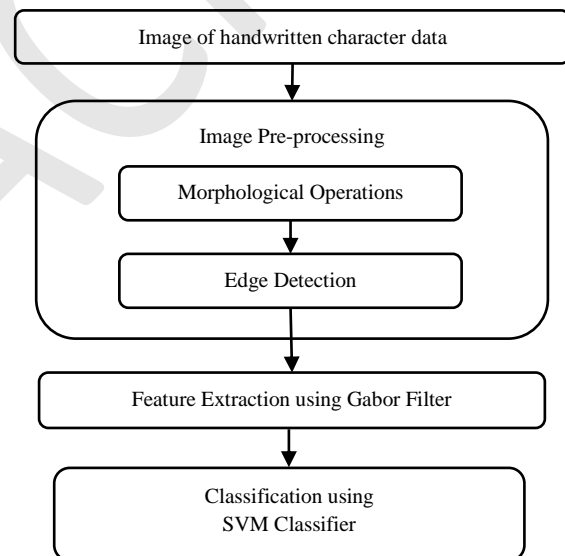 Image of handwritten character data
Image Pre-processing
Morphological Operations
Edge Detection
Feature Extraction using Gabor Filter
Classification using
SVM Classifier